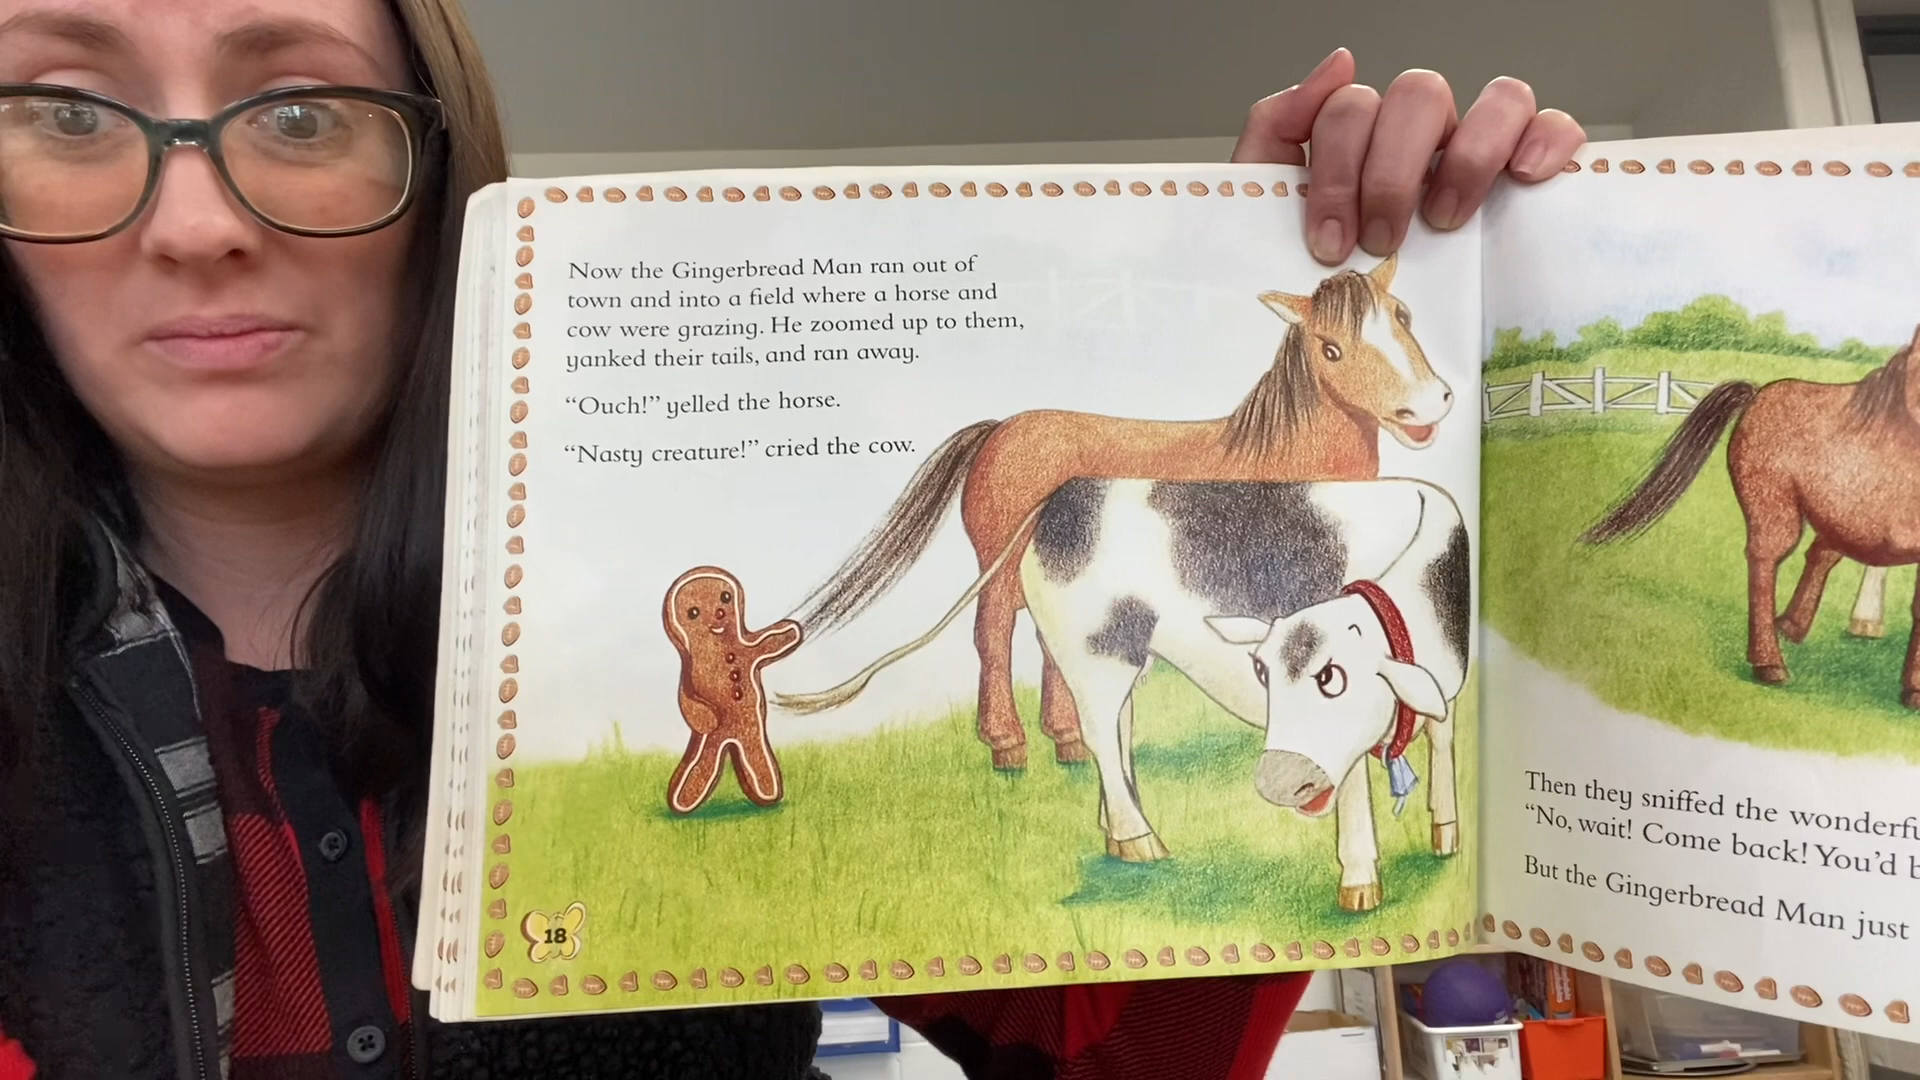 Now the Gingerbread Man ran out of
town and into a field where a horse and
cow were grazing. He zoomed up to them,
yanked their tails, and ran away.
“Ouch!” yelled the horse.
“Nasty creature!” cried the cow.
18
Then they sniffed the
“No, wait! Come back! You’d
But the Gingerbread Man just